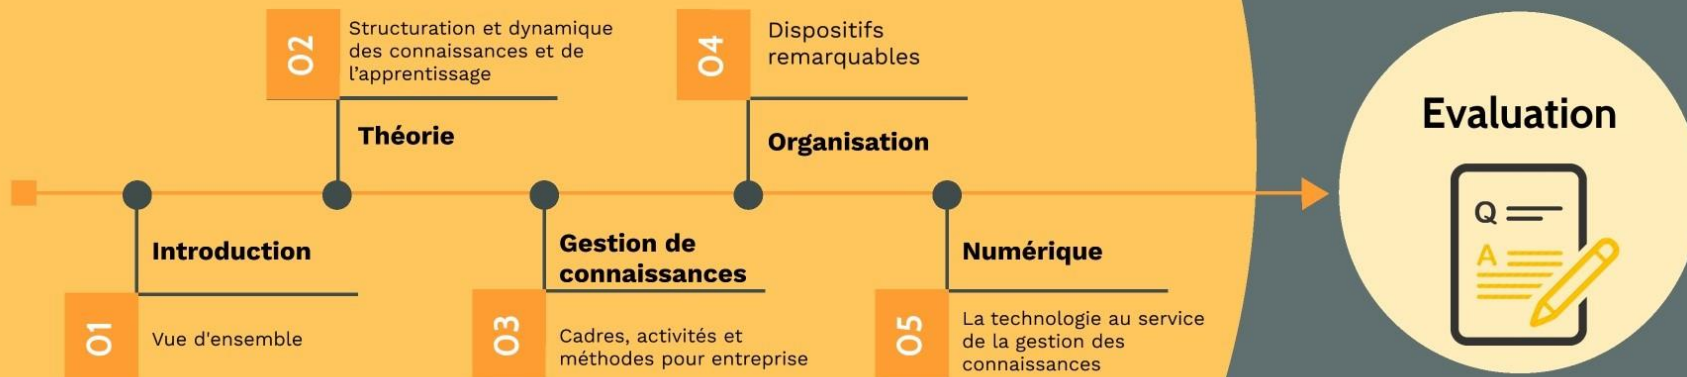 01
Introduction
Vue d'ensemble
02
Structuration et dynamique
des connaissances et de
l'apprentissage
Théorie
03
Gestion de
connaissances
Cadres, activités et
méthodes pour entreprise
04
Dispositifs
remarquables
Organisation
05
Numérique
La technologie au service
de la gestion des
connaissances
Evaluation
Q
A